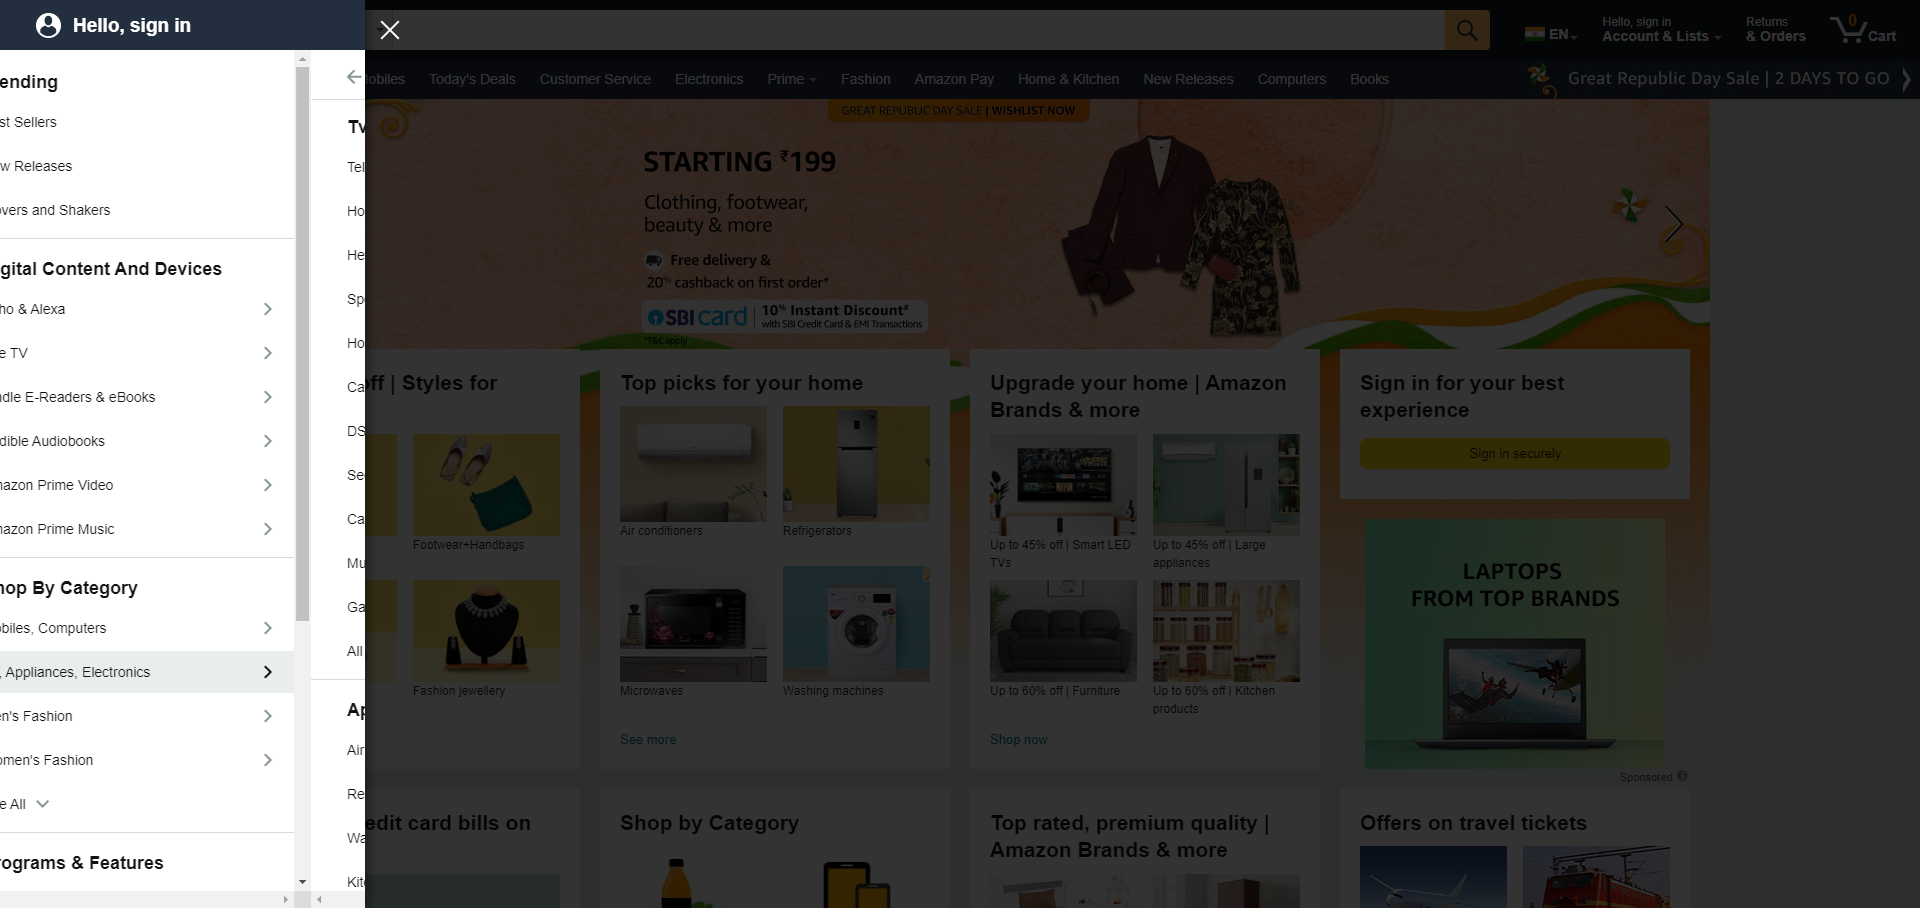 Hello, sign in
ending
st Sellers
w Releases
vers and Shakers
gital Content And Devices
ho & Alexa
e TV
dle E-Readers & eBooks
dible Audiobooks
azon Prime Video
azon Prime Music
hop By Category
biles, Computers
, Appliances, Electronics
n's Fashion
omen's Fashion
e All
rograms & Features
Tv
Tel
Ho
He
Sp
Ho
Ca
DS
Se
Ca
Mu
Ga
All
Ap
Air
Re
Wa
Kit
EN
Hello, sign in
Account & Lists
Returns
& Orders
0
Cart
obiles Today's Deals Customer Service Electronics Prime Fashion Amazon Pay Home & Kitchen New Releases Computers Books
Great Republic Day Sale | 2 DAYS TO GO
GREAT REPUBLIC DAY SALE | WISHLIST NOW
STARTING ₹199
Clothing, footwear,
beauty & more
Free delivery &
20% cashback on first order*
SBI card
10% Instant Discount#
with SBI Credit Card & EMI Transactions
*T&C apply
off | Styles for
Footwear+Handbags
Fashion jewellery
Top picks for your home
Air conditioners
Refrigerators
Microwaves
Washing machines
See more
Upgrade your home | Amazon
Brands & more
Up to 45% off | Smart LED
TVs
Up to 45% off | Large
appliances
Up to 60% off | Furniture
Up to 60% off | Kitchen
products
Shop now
Sign in for your best
experience
Sign in securely
LAPTOPS
FROM TOP BRANDS
Sponsored
edit card bills on
Shop by Category
Top rated, premium quality |
Amazon Brands & more
Offers on travel tickets